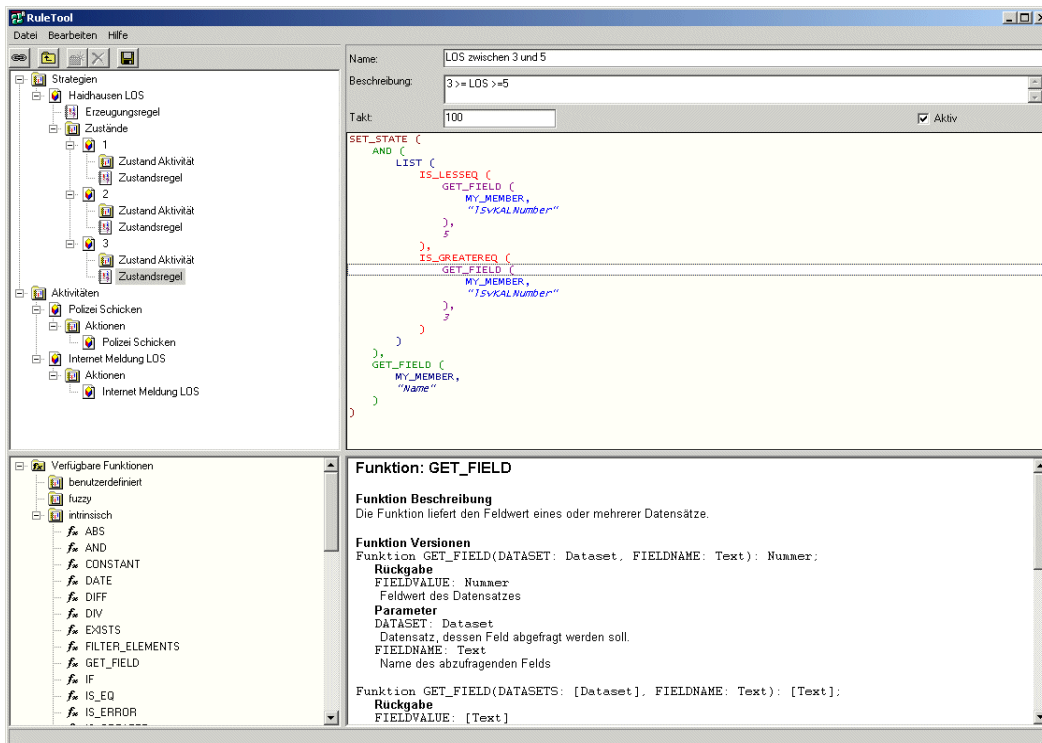 RuleTool
Datei Bearbeiten Hilfe
Strategien
Haidhausen LOS
Erzeugungsregel
Zustände
1
Zustand Aktivität
Zustandsregel
2
Zustand Aktivität
Zustandsregel
3
Zustand Aktivität
Zustandsregel
Aktivitäten
Polizei Schicken
Aktionen
Polizei Schicken
Internet Meldung LOS
Aktionen
Internet Meldung LOS
Name: LOS zwischen 3 und 5
Beschreibung: 3 >= LOS >=5
Takt: 100 Aktiv
SET_STATE (
AND (
LIST (
IS_LESSEQ (
GET_FIELD (
MY_MEMBER,
"lSvKALNumber"
),
5
),
IS_GREATEREQ (
GET_FIELD (
MY_MEMBER,
"lSvKALNumber"
),
3
)
)
),
GET_FIELD (
MY_MEMBER,
"Name"
)
)
Verfügbare Funktionen
benutzerdefiniert
fuzzy
intrinsisch
ABS
AND
CONSTANT
DATE
DIFF
DIV
EXISTS
FILTER_ELEMENTS
GET_FIELD
IF
IS_EQ
IS_ERROR
Funktion: GET_FIELD
Funktion Beschreibung
Die Funktion liefert den Feldwert eines oder mehrerer Datensätze.
Funktion Versionen
Funktion GET_FIELD(DATASET: Dataset, FIELDNAME: Text): Nummer;
Rückgabe
FIELDVALUE: Nummer
Feldwert des Datensatzes
Parameter
DATASET: Dataset
Datensatz, dessen Feld abgefragt werden soll.
FIELDNAME: Text
Name des abzufragenden Felds
Funktion GET_FIELD(DATASETS: [Dataset], FIELDNAME: Text): [Text];
Rückgabe
FIELDVALUE: [Text]